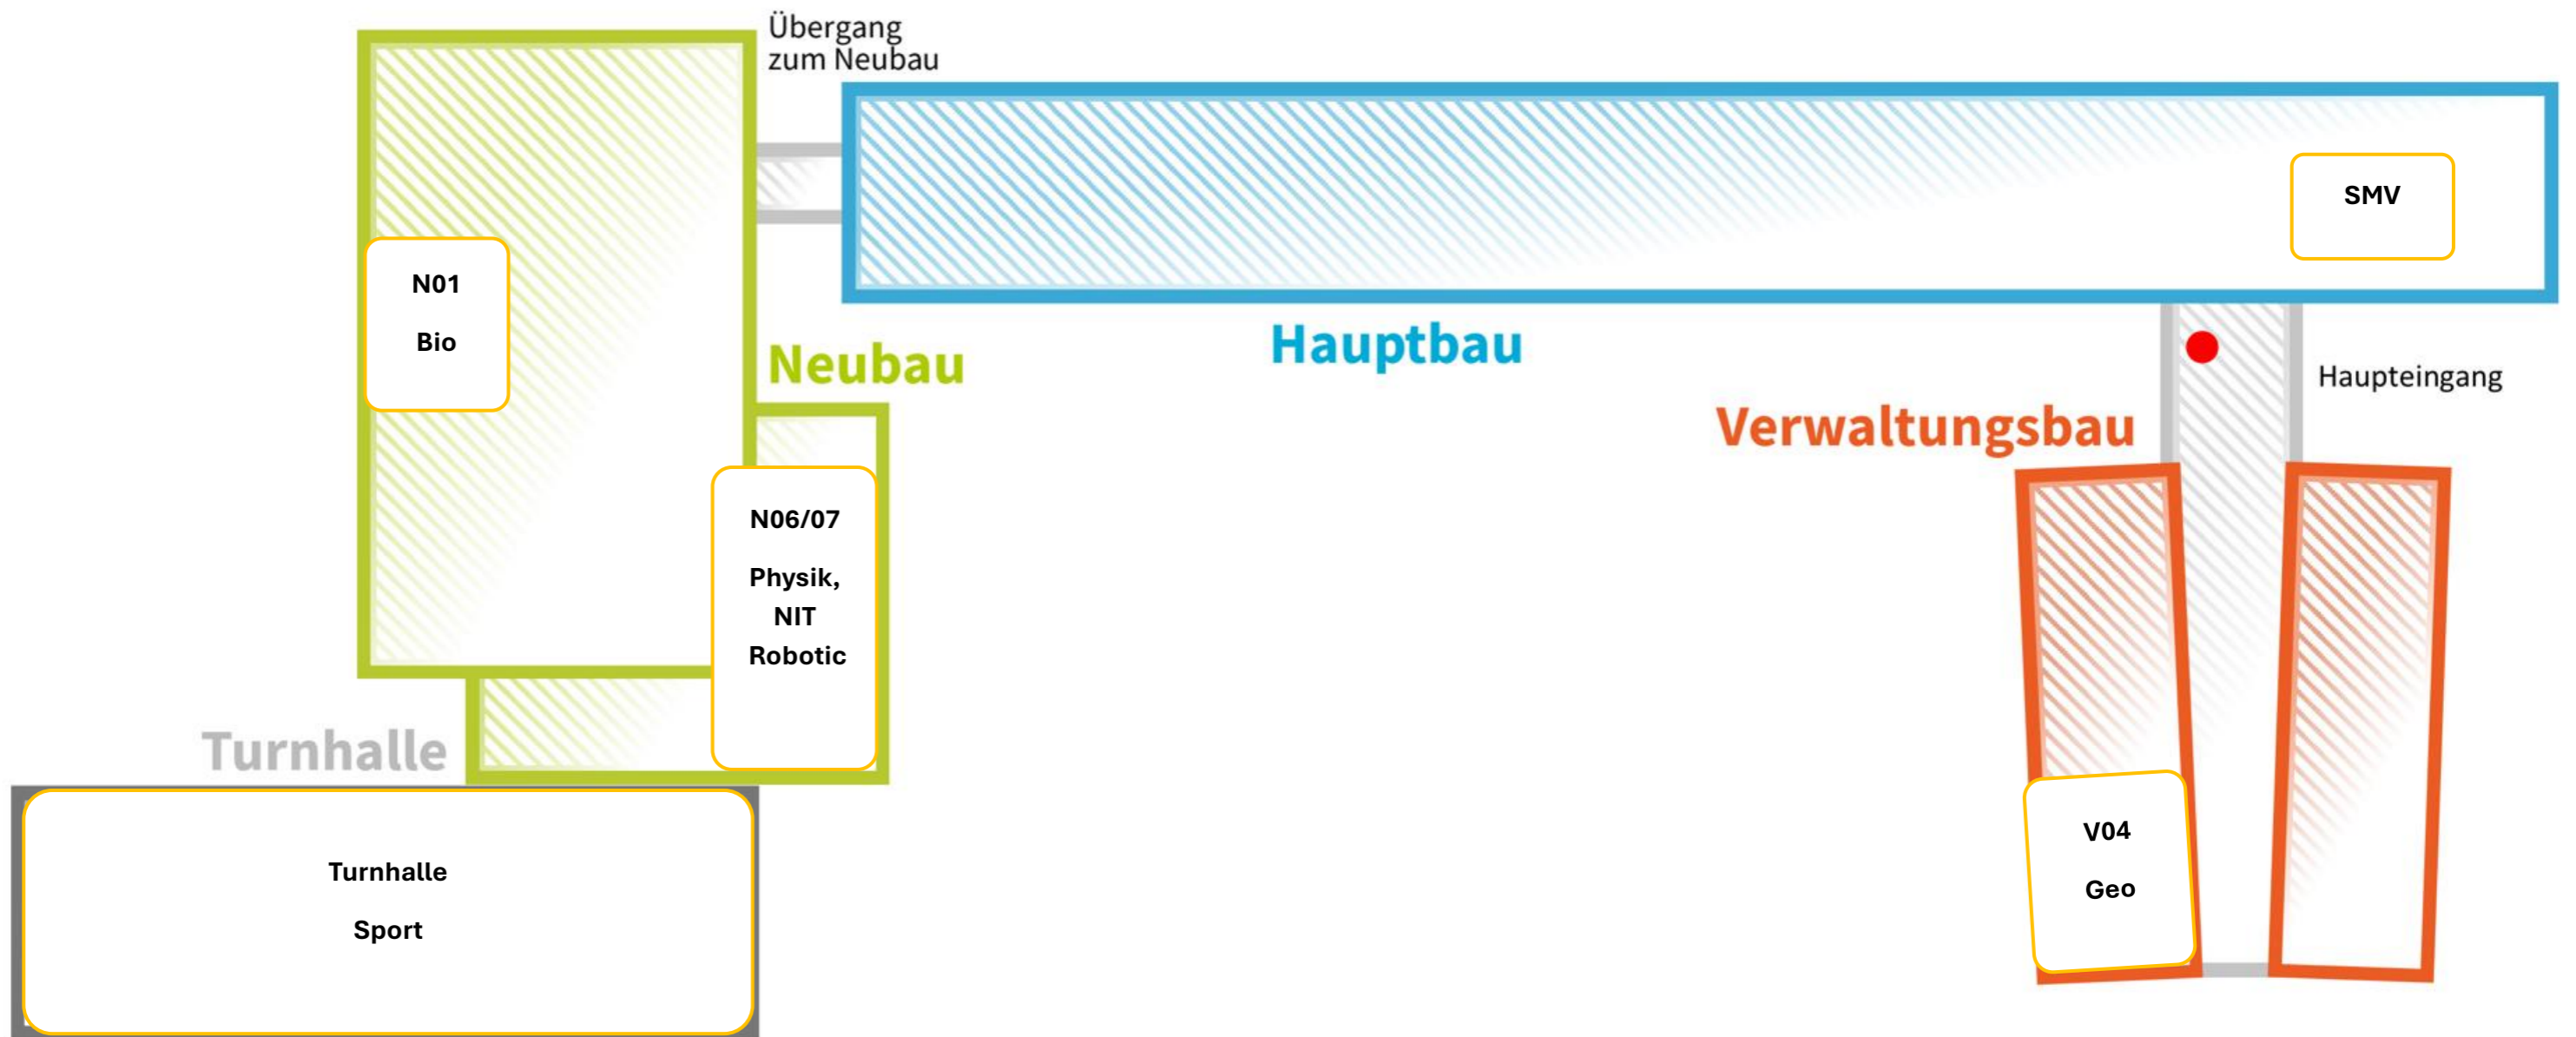 Übergang
zum Neubau
SMV
N01
Bio
Neubau
Hauptbau
Haupteingang
Verwaltungsbau
N06/07
Physik,
NIT
Robotic
Turnhalle
Turnhalle
Sport
V04
Geo